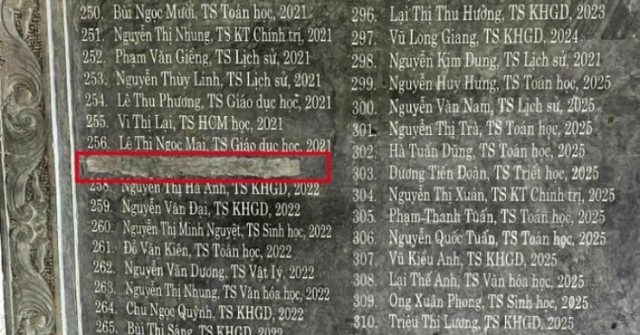 250. Bùi Ngọc Mười, TS Toán học, 2021
251. Nguyễn Thị Nhung, TS KT Chính trị, 2021
252. Phạm Văn Giềng, TS Lịch sử, 2021
253. Nguyễn Thùy Linh, TS Lịch sử, 2021
254. Lê Thu Phương, TS Giáo dục học, 2021
255. Vi Thị Lại, TS HCM học, 2021
256. Lê Thị Ngọc Mai, TS Giáo dục học, 2021
258. Nguyễn Thị Hà Anh, TS KHGD, 2022
259. Nguyễn Văn Đại, TS KHGD, 2022
260. Nguyễn Thị Minh Nguyệt, TS Sinh học, 2022
261. Đỗ Văn Kiên, TS Toán học, 2022
262. Nguyễn Văn Dương, TS Vật Lý, 2022
263. Nguyễn Thị Nhung, TS Văn hóa học, 2022
264. Chu Ngọc Quỳnh, TS KHGD, 2022
265. Bùi Thị Sáng, TS KHGD, 2022
296. Lại Thị Thu Hường, TS KHGD, 2023
297. Vũ Long Giang, TS KHGD, 2024
298. Nguyễn Kim Dung, TS Lịch sử, 2025
299. Nguyễn Huy Hưng, TS Toán học, 2025
300. Nguyễn Văn Nam, TS Lịch sử, 2025
301. Nguyễn Thị Trà, TS Toán học, 2025
302. Hà Tuấn Dũng, TS Toán học, 2025
303. Dương Tiến Đoàn, TS Triết học, 2025
304. Nguyễn Thị Xuân, TS KT Chính trị, 2025
305. Phạm Thanh Tuấn, TS Toán học, 2025
306. Nguyễn Quốc Tuấn, TS Toán học, 2025
307. Vũ Kiều Anh, TS KHGD, 2025
308. Lại Thế Anh, TS Văn hóa học, 2025
309. Ong Xuân Phong, TS Sinh học, 2025
310. Triệu Thị Lương, TS KHGD, 2025